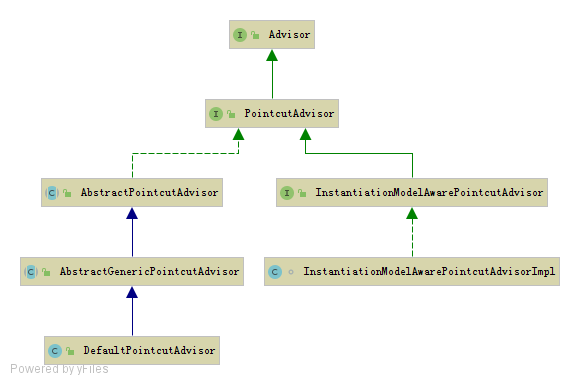 Advisor
PointcutAdvisor
AbstractPointcutAdvisor
InstantiationModelAwarePointcutAdvisor
AbstractGenericPointcutAdvisor
InstantiationModelAwarePointcutAdvisorImpl
DefaultPointcutAdvisor
Powered by yFiles